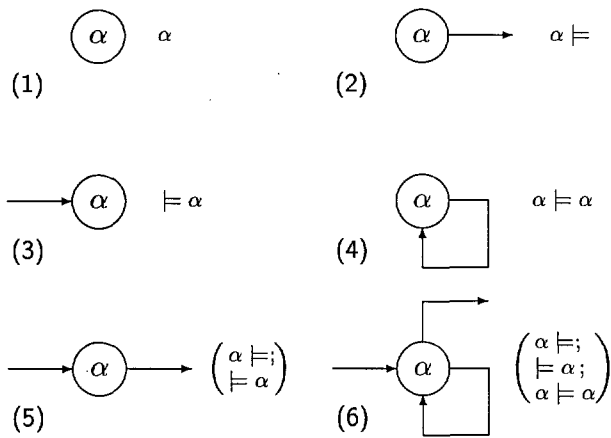 α α
(1)
α α ⊨
(2)
α ⊨ α
(3)
α α ⊨ α
(4)
α ( α ⊨;
⊨ α )
(5)
α ( α ⊨;
⊨ α ;
α ⊨ α )
(6)